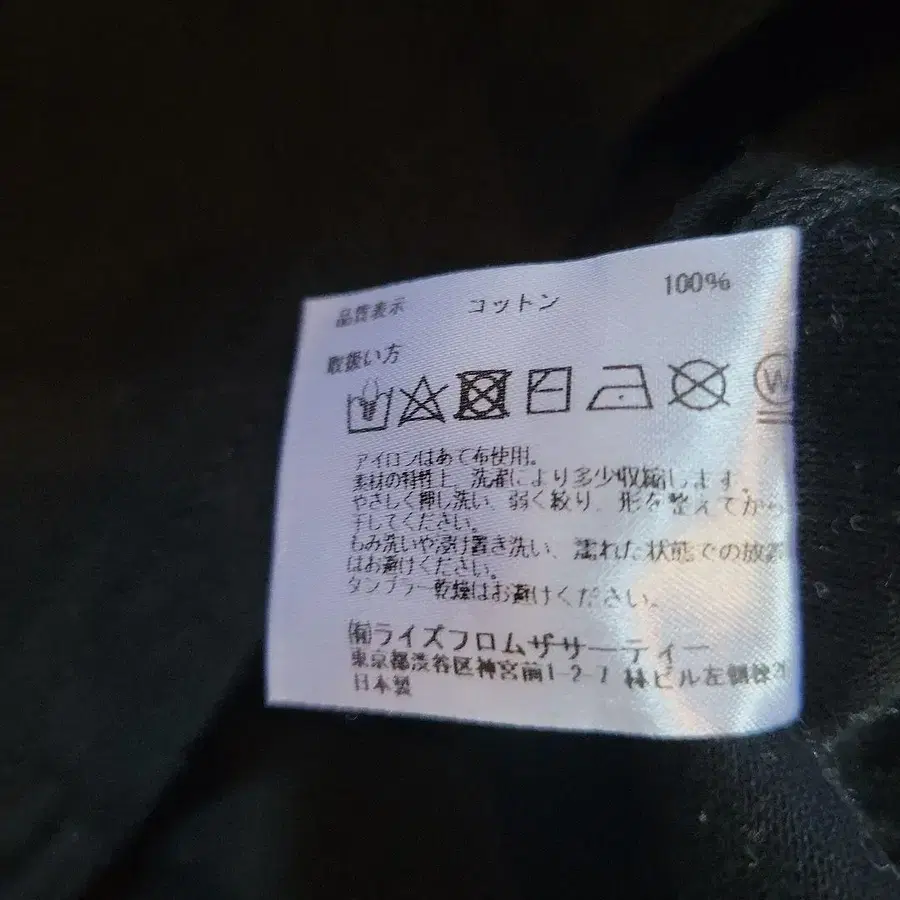 品質表示 コットン 100%
取扱い方
W
アイロンはあて布使用。
素材の特性上、洗濯により多少収縮します。
やさしく押し洗い、弱く絞り、形を整えてから
干してください。
もみ洗いや浸け置き洗い、濡れた状態での放置
はお避けください。
タンブラー乾燥はお避けください。
(有)ライズフロムザサーティー
東京都渋谷区神宮前1-2-7 林ビル左側後
日本製